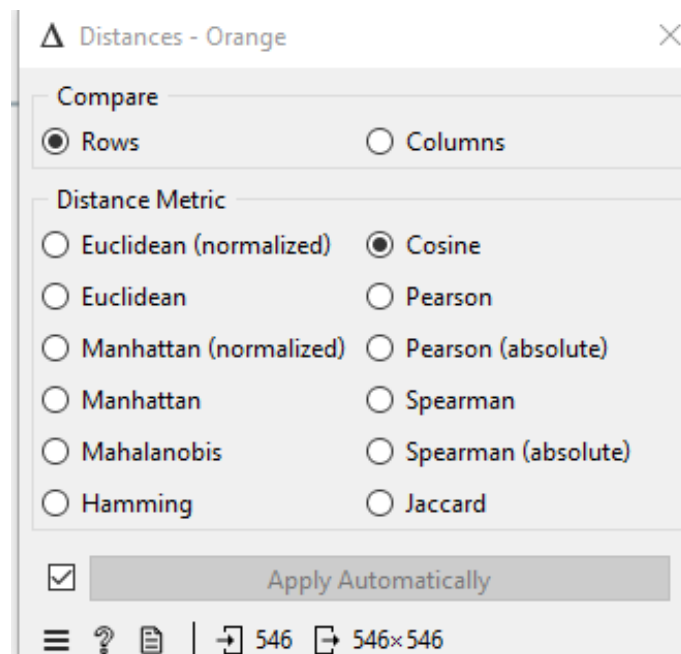 Δ Distances - Orange
Compare
Rows Columns
Distance Metric
Euclidean (normalized) Cosine
Euclidean Pearson
Manhattan (normalized) Pearson (absolute)
Manhattan Spearman
Mahalanobis Spearman (absolute)
Hamming Jaccard
Apply Automatically
? | 546 546×546